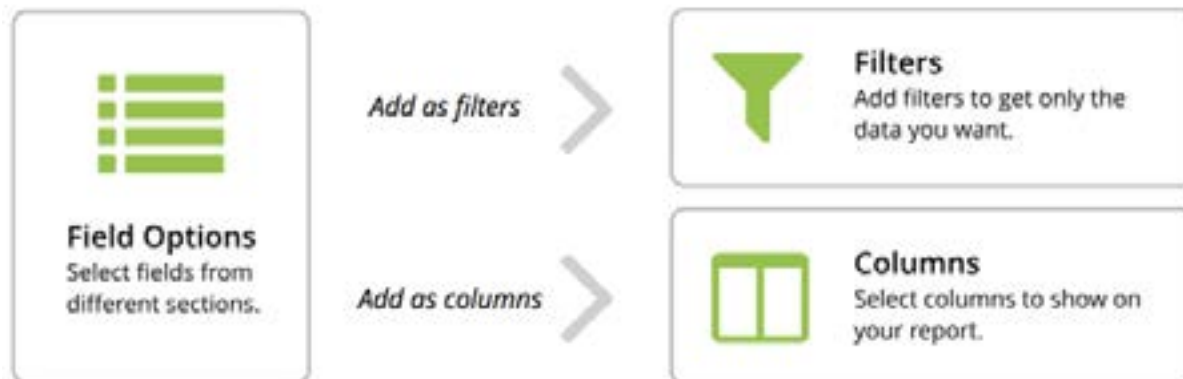 Field Options
Select fields from
different sections.
Add as filters
Add as columns
Filters
Add filters to get only the
data you want.
Columns
Select columns to show on
your report.